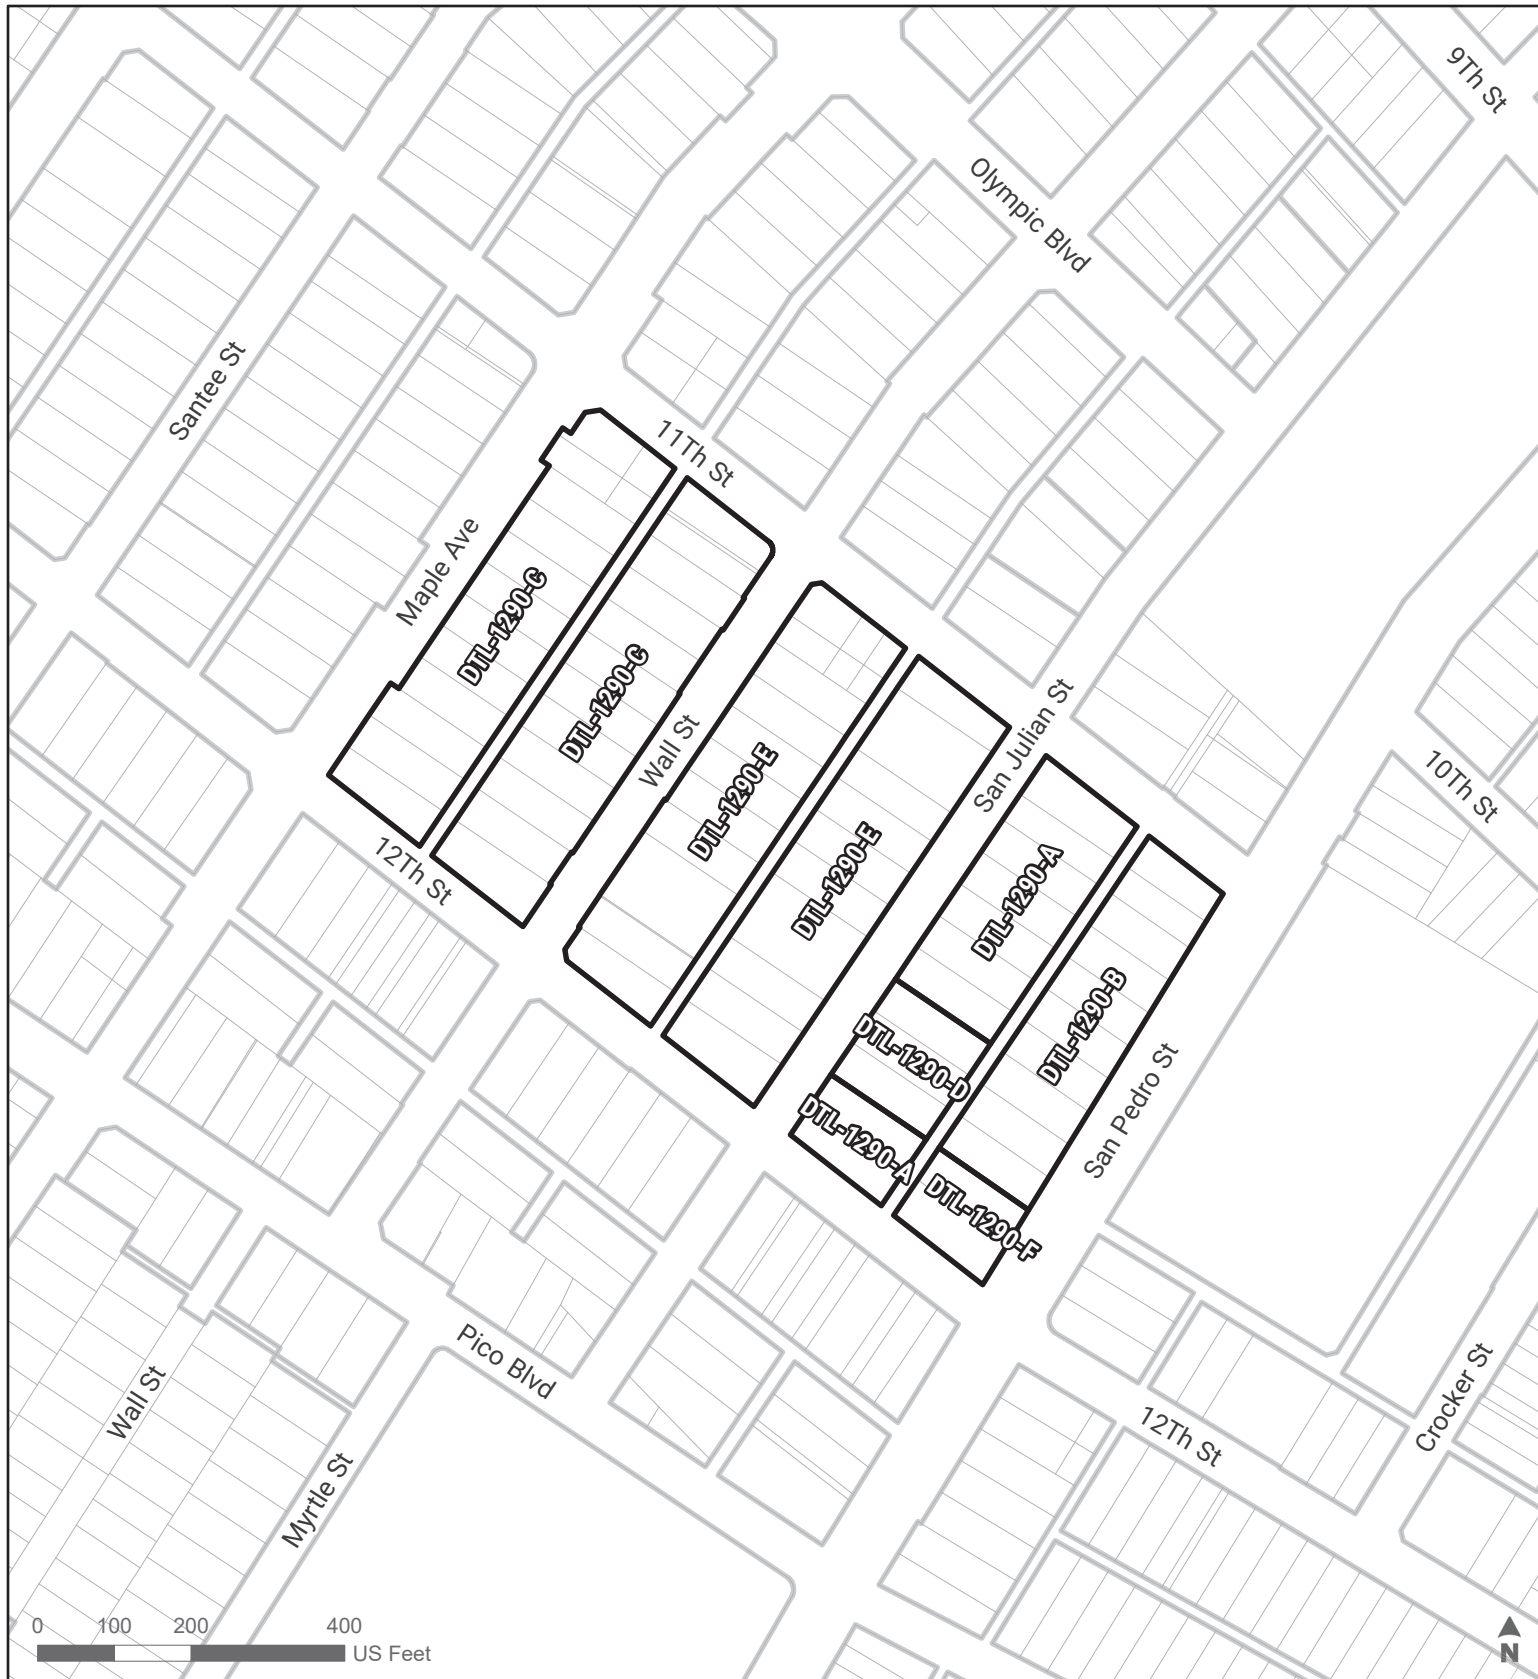 9Th St
Olympic Blvd
Santee St
11Th St
Maple Ave
DTL-1290-C
DTL-1290-C
Wall St
San Julian St
DTL-1290-E
DTL-1290-E
10Th St
12Th St
DTL-1290-A
DTL-1290-B
DTL-1290-D
DTL-1290-A
San Pedro St
DTL-1290-F
Pico Blvd
Wall St
Myrtle St
12Th St
Crocker St
0 100 200 400
US Feet
N